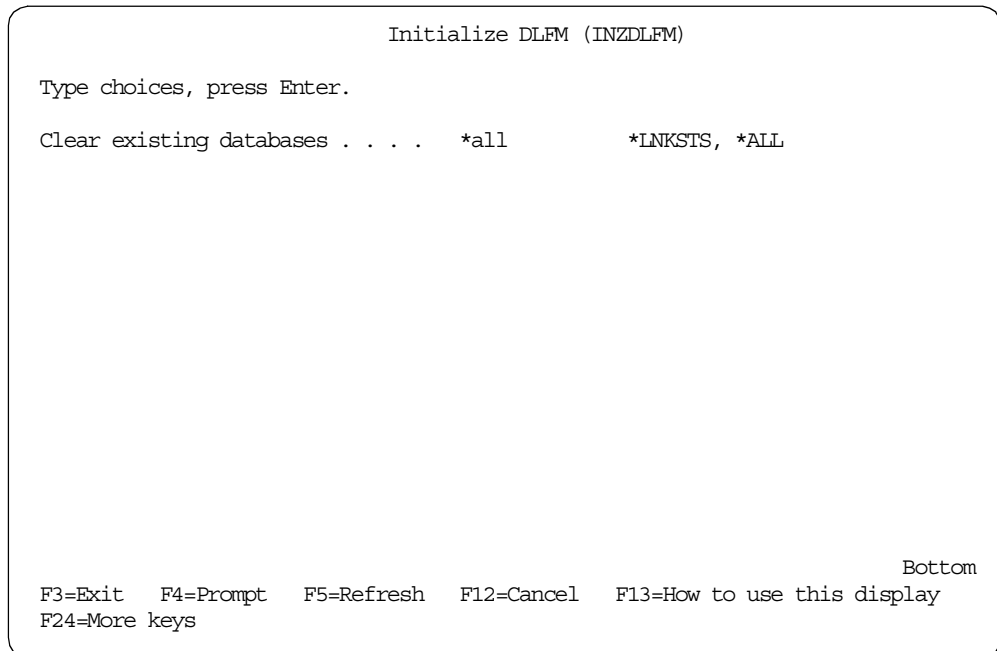 Initialize DLFM (INZDLFM)
Type choices, press Enter.
Clear existing databases . . . . *all *LNKSTS, *ALL
Bottom
F3=Exit F4=Prompt F5=Refresh F12=Cancel F13=How to use this display
F24=More keys